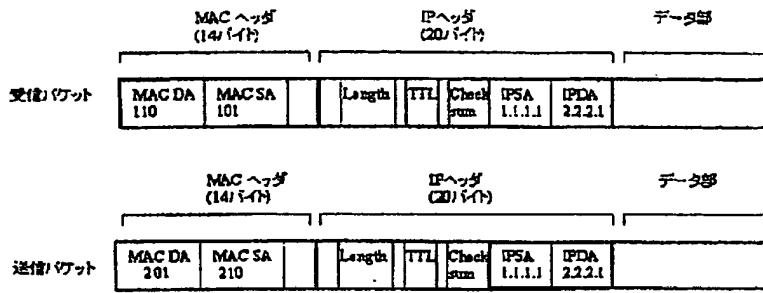 MAC ヘッダ
(14バイト)
IPヘッダ
(20バイト)
データ部
受信パケット
MAC DA
110
MAC SA
101
Length
TTL
Check
sum
IPSA
1.1.1.1
IPDA
2.2.2.1
MAC ヘッダ
(14バイト)
IPヘッダ
(20バイト)
データ部
送信パケット
MAC DA
201
MAC SA
210
Length
TTL
Check
sum
IPSA
1.1.1.1
IPDA
2.2.2.1